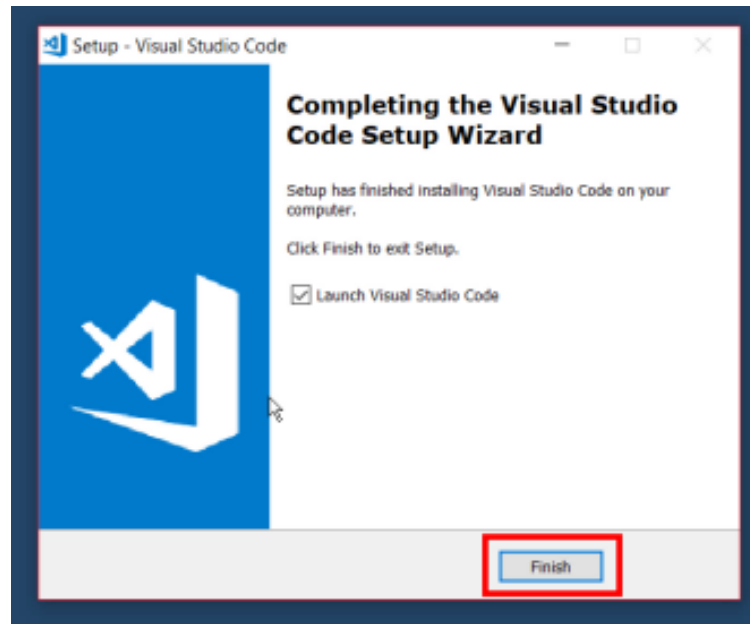 Setup - Visual Studio Code
Completing the Visual Studio
Code Setup Wizard
Setup has finished installing Visual Studio Code on your
computer.
Click Finish to exit Setup.
Launch Visual Studio Code
Finish